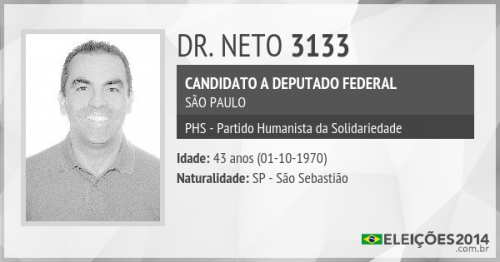 DR. NETO 3133
CANDIDATO A DEPUTADO FEDERAL
SÃO PAULO
PHS - Partido Humanista da Solidariedade
Idade: 43 anos (01-10-1970)
Naturalidade: SP - São Sebastião
ELEIÇÕES2014
.com.br